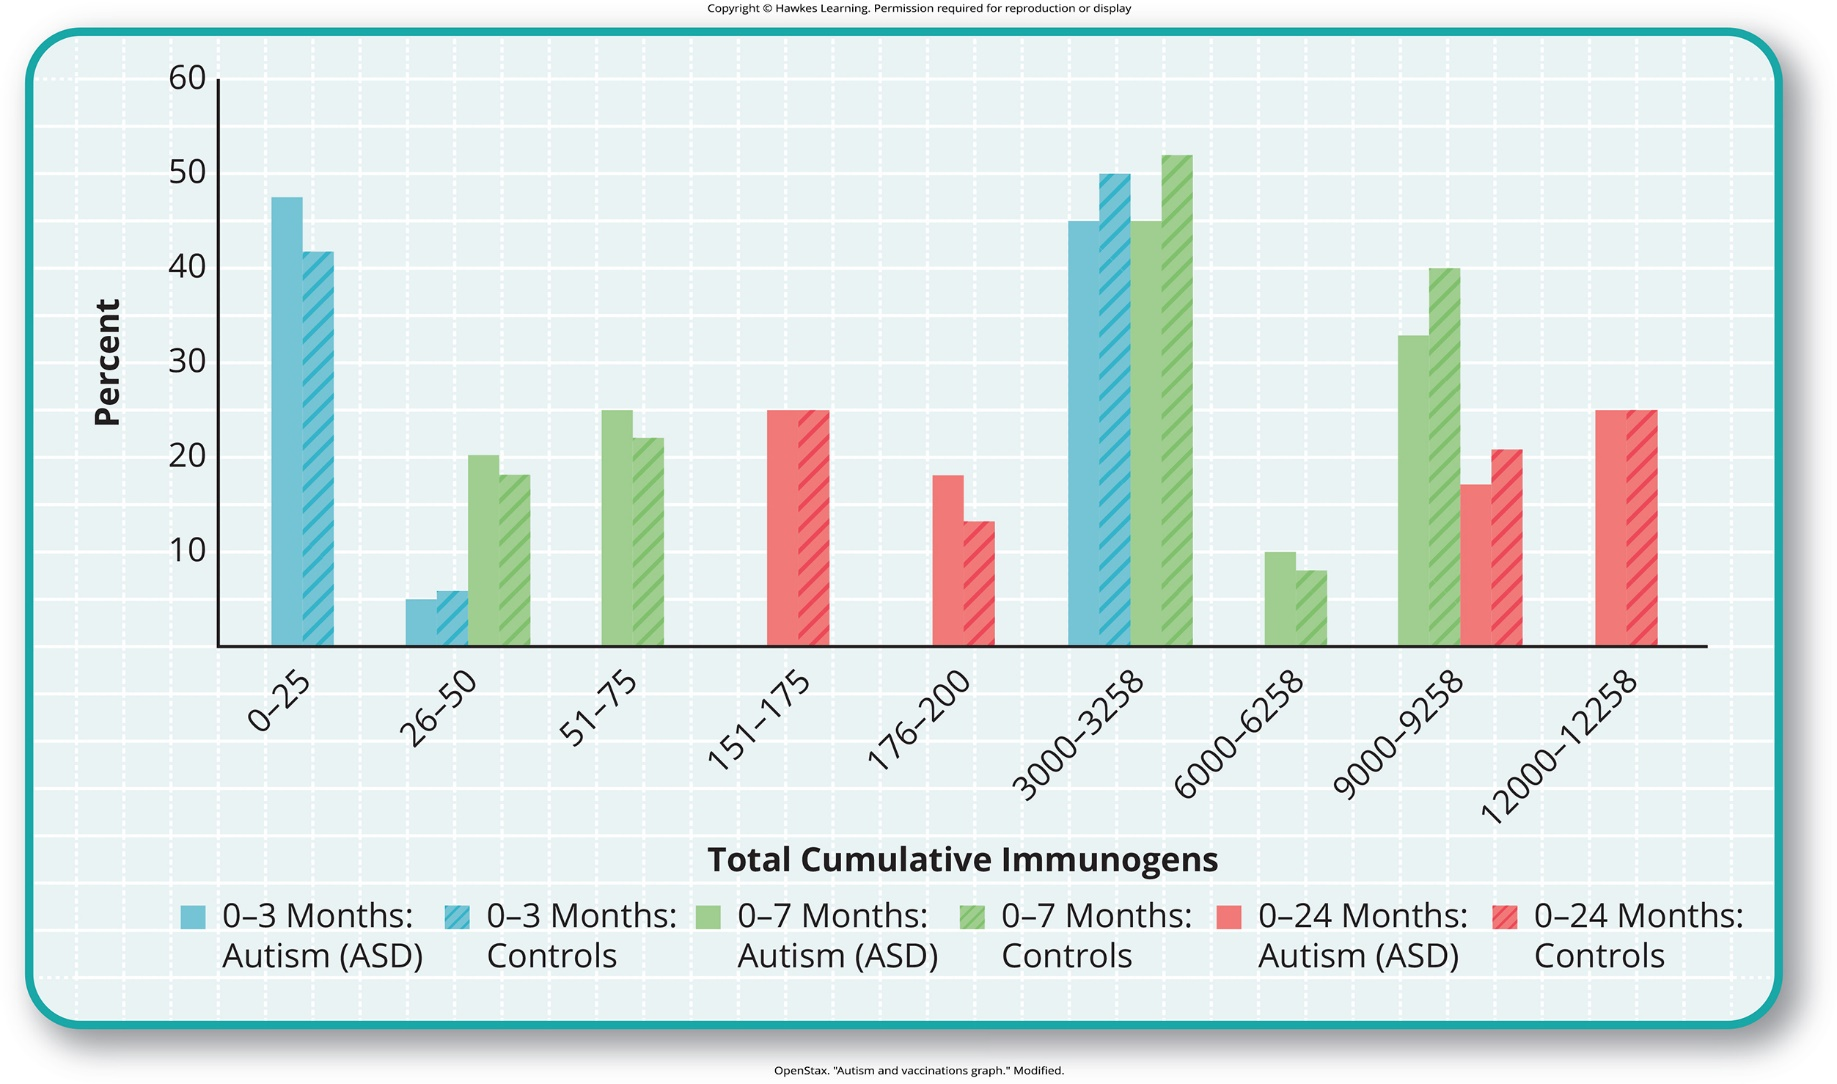 Copyright © Hawkes Learning. Permission required for reproduction or display
60
50
40
30
20
10
Percent
0–25
26–50
51–75
151–175
176–200
3000–3258
6000–6258
9000–9258
12000–12258
Total Cumulative Immunogens
0–3 Months:
Autism (ASD)
0–3 Months:
Controls
0–7 Months:
Autism (ASD)
0–7 Months:
Controls
0–24 Months:
Autism (ASD)
0–24 Months:
Controls
OpenStax. "Autism and vaccinations graph." Modified.